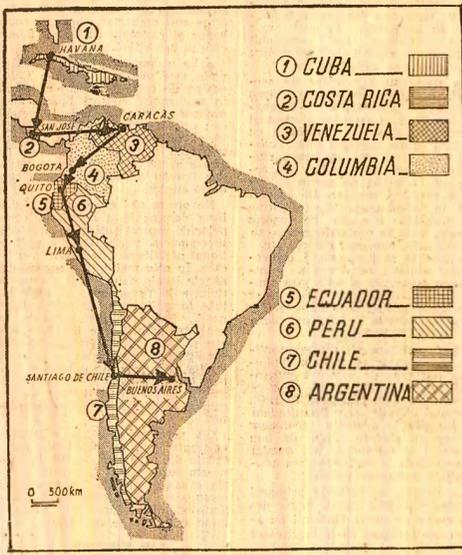 ① HAVANA
SAN JOSÉ
CARACAS
②
③
BOGOTA
④
QUITO
⑤
⑥
LIMA
⑧
SANTIAGO DE CHILE
BUENOS AIRES
⑦
0 500km
① CUBA
② COSTA RICA
③ VENEZUELA
④ COLUMBIA
⑤ ECUADOR
⑥ PERU
⑦ CHILE
⑧ ARGENTINA